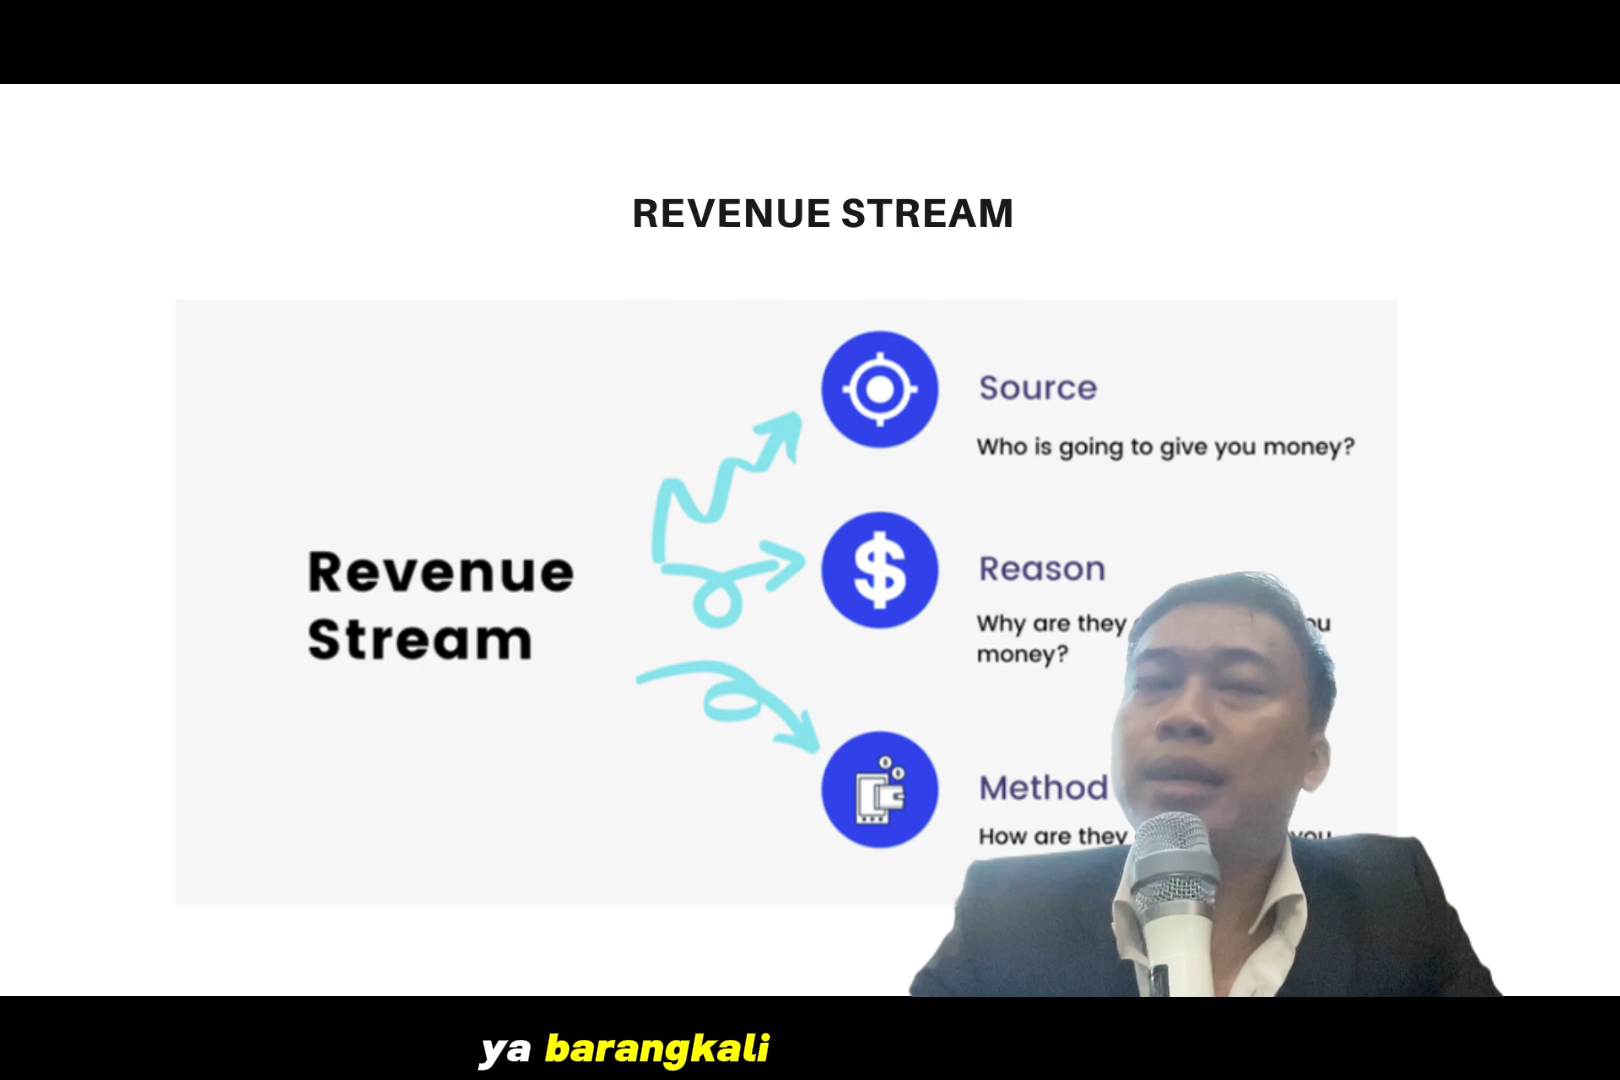 REVENUE STREAM
Revenue
Stream
Source
Who is going to give you money?
Reason
Why are they
money?
Method
How are they you
ya barangkali